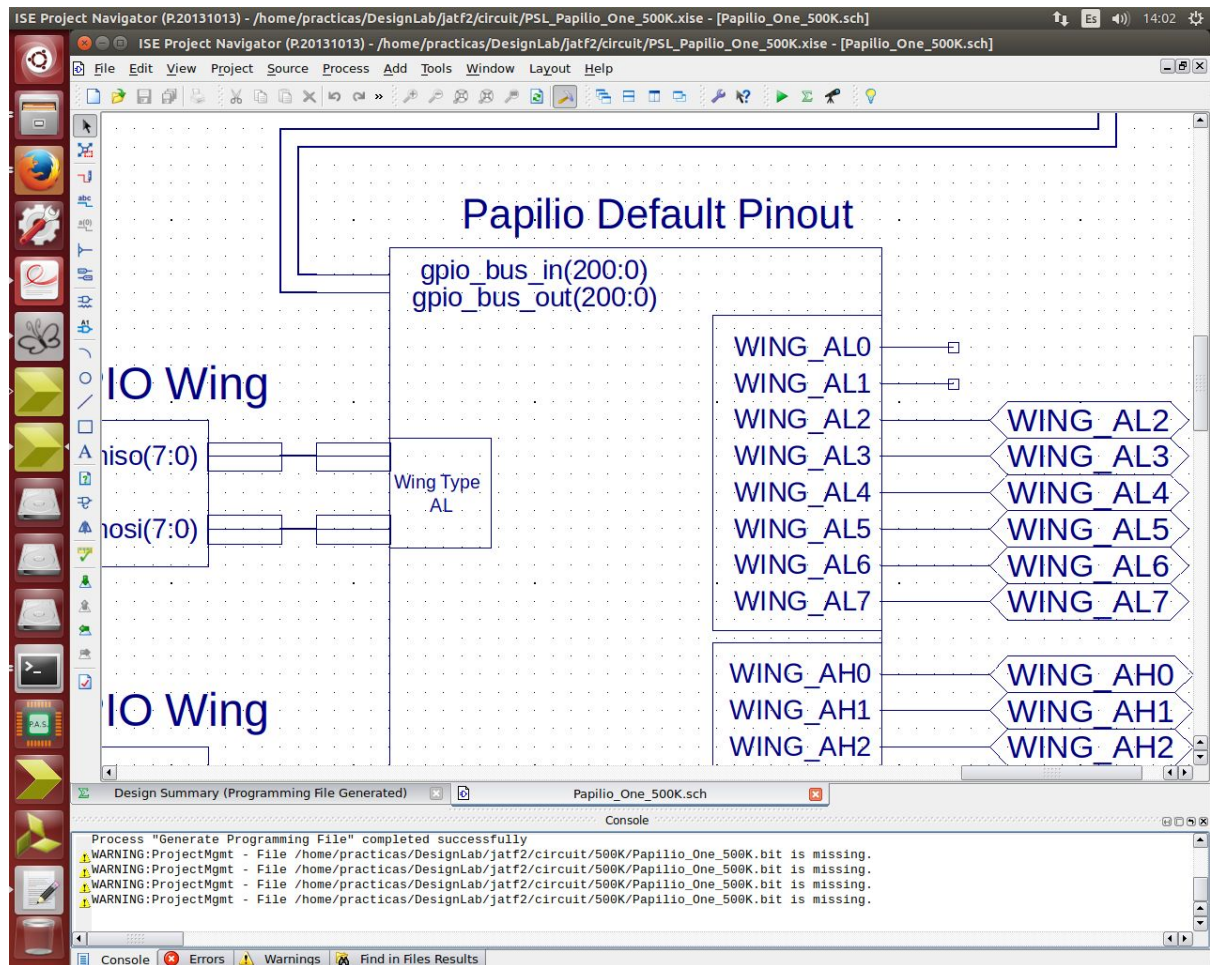 ISE Project Navigator (P.20131013) - /home/practicas/DesignLab/jatf2/circuit/PSL_Papilio_One_500K.xise - [Papilio_One_500K.sch]
Es
14:02
ISE Project Navigator (P.20131013) - /home/practicas/DesignLab/jatf2/circuit/PSL_Papilio_One_500K.xise - [Papilio_One_500K.sch]
File Edit View Project Source Process Add Tools Window Layout Help
Papilio Default Pinout
gpio_bus_in(200:0)
gpio_bus_out(200:0)
WING_AL0
WING_AL1
IO Wing
WING_AL2 WING_AL2
niso(7:0) WING_AL3 WING_AL3
Wing Type
AL
WING_AL4 WING_AL4
nosi(7:0) WING_AL5 WING_AL5
WING_AL6 WING_AL6
WING_AL7 WING_AL7
WING_AH0 WING_AH0
IO Wing WING_AH1 WING_AH1
WING_AH2 WING_AH2
P.A.S.
Design Summary (Programming File Generated)
Papilio_One_500K.sch
Console
Process "Generate Programming File" completed successfully
WARNING:ProjectMgmt - File /home/practicas/DesignLab/jatf2/circuit/500K/Papilio_One_500K.bit is missing.
WARNING:ProjectMgmt - File /home/practicas/DesignLab/jatf2/circuit/500K/Papilio_One_500K.bit is missing.
WARNING:ProjectMgmt - File /home/practicas/DesignLab/jatf2/circuit/500K/Papilio_One_500K.bit is missing.
WARNING:ProjectMgmt - File /home/practicas/DesignLab/jatf2/circuit/500K/Papilio_One_500K.bit is missing.
Console Errors Warnings Find in Files Results